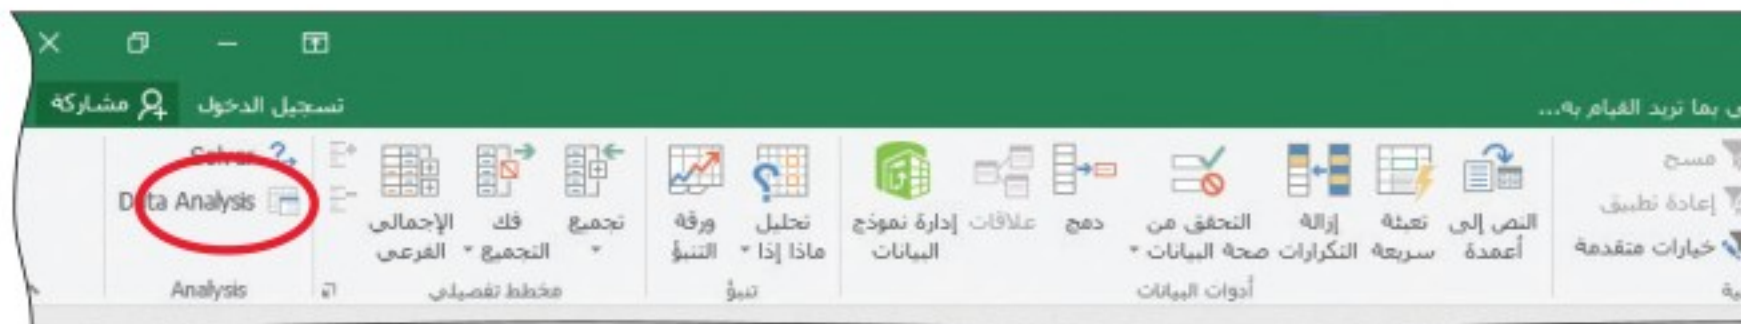 تسجيل الدخول
مشاركة
بما تريد القيام به...
مسح
إعادة تطبيق
خيارات متقدمة
النص إلى أعمدة
تعبئة سريعة
إزالة التكرارات
التحقق من صحة البيانات
دمج
علاقات
إدارة نموذج البيانات
أدوات البيانات
تحليل ماذا إذا
ورقة التنبؤ
تنبؤ
تجميع
فك التجميع
الإجمالي الفرعي
مخطط تفصيلي
Solver
Data Analysis
Analysis